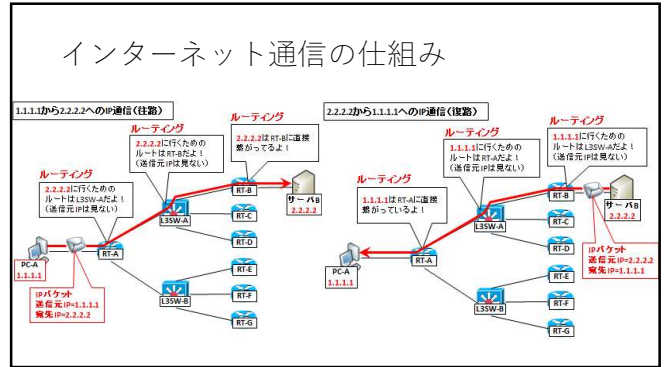 インターネット通信の仕組み
1.1.1.1から2.2.2.2へのIP通信(往路)
ルーティング
2.2.2.2に行くための
ルートはL3SW-Aだよ!
(送信元IPは見ない)
ルーティング
2.2.2.2に行くための
ルートはRT-Bだよ!
(送信元IPは見ない)
ルーティング
2.2.2.2はRT-Bに直接
繋がってるよ!
RT-B
サーバB
2.2.2.2
RT-C
L3SW-A
RT-D
PC-A
1.1.1.1
RT-A
RT-E
IPパケット
送信元IP=1.1.1.1
宛先IP=2.2.2.2
L3SW-B
RT-F
RT-G
2.2.2.2から1.1.1.1へのIP通信(復路)
ルーティング
1.1.1.1はRT-Aに直接
繋がっているよ!
ルーティング
1.1.1.1に行くための
ルートはRT-Aだよ!
(送信元IPは見ない)
ルーティング
1.1.1.1に行くための
ルートはL3SW-Aだよ!
(送信元IPは見ない)
RT-B
サーバB
2.2.2.2
L3SW-A
RT-C
RT-D
IPパケット
送信元IP=2.2.2.2
宛先IP=1.1.1.1
PC-A
1.1.1.1
RT-A
RT-E
L3SW-B
RT-F
RT-G